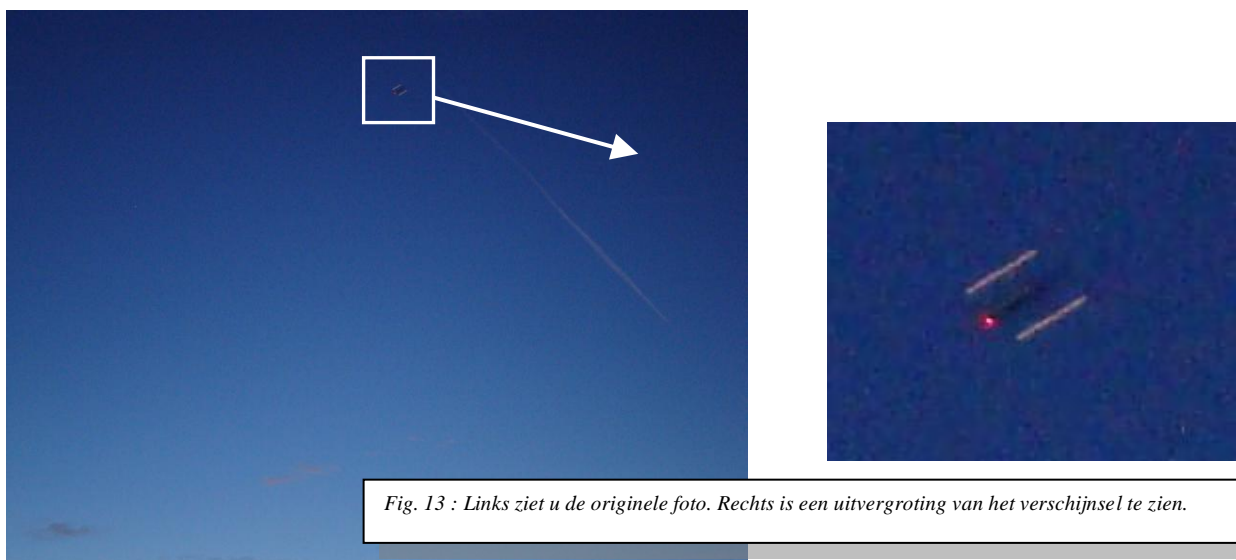 Fig. 13 : Links ziet u de originele foto. Rechts is een uitvergroting van het verschijnsel te zien.